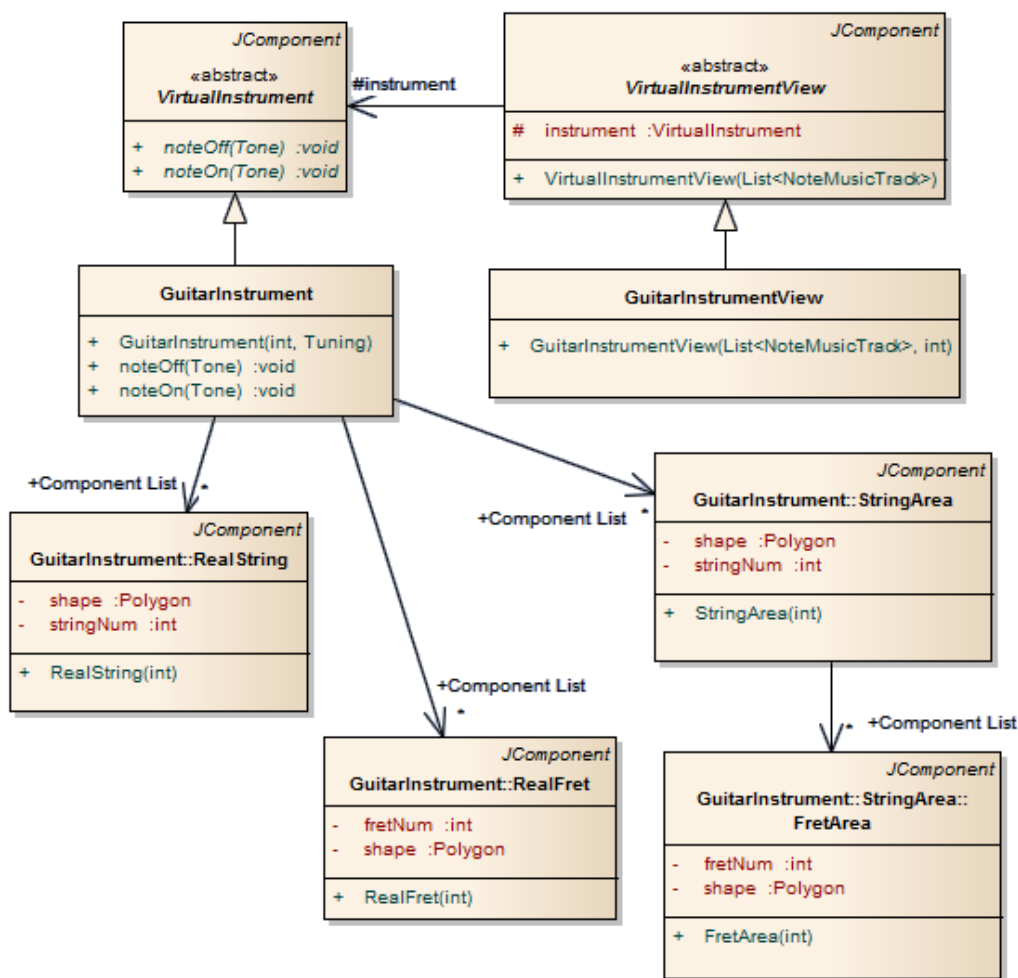 JComponent
«abstract»
VirtualInstrument
+ noteOff(Tone) :void
+ noteOn(Tone) :void
#instrument
JComponent
«abstract»
VirtualInstrumentView
# instrument :VirtualInstrument
+ VirtualInstrumentView(List<NoteMusicTrack>)
GuitarInstrument
+ GuitarInstrument(int, Tuning)
+ noteOff(Tone) :void
+ noteOn(Tone) :void
GuitarInstrumentView
+ GuitarInstrumentView(List<NoteMusicTrack>, int)
+Component List *
JComponent
GuitarInstrument::RealString
- shape :Polygon
- stringNum :int
+ RealString(int)
+Component List *
JComponent
GuitarInstrument::StringArea
- shape :Polygon
- stringNum :int
+ StringArea(int)
+Component List
*
JComponent
GuitarInstrument::RealFret
- fretNum :int
- shape :Polygon
+ RealFret(int)
* +Component List
JComponent
GuitarInstrument::StringArea::
FretArea
- fretNum :int
- shape :Polygon
+ FretArea(int)